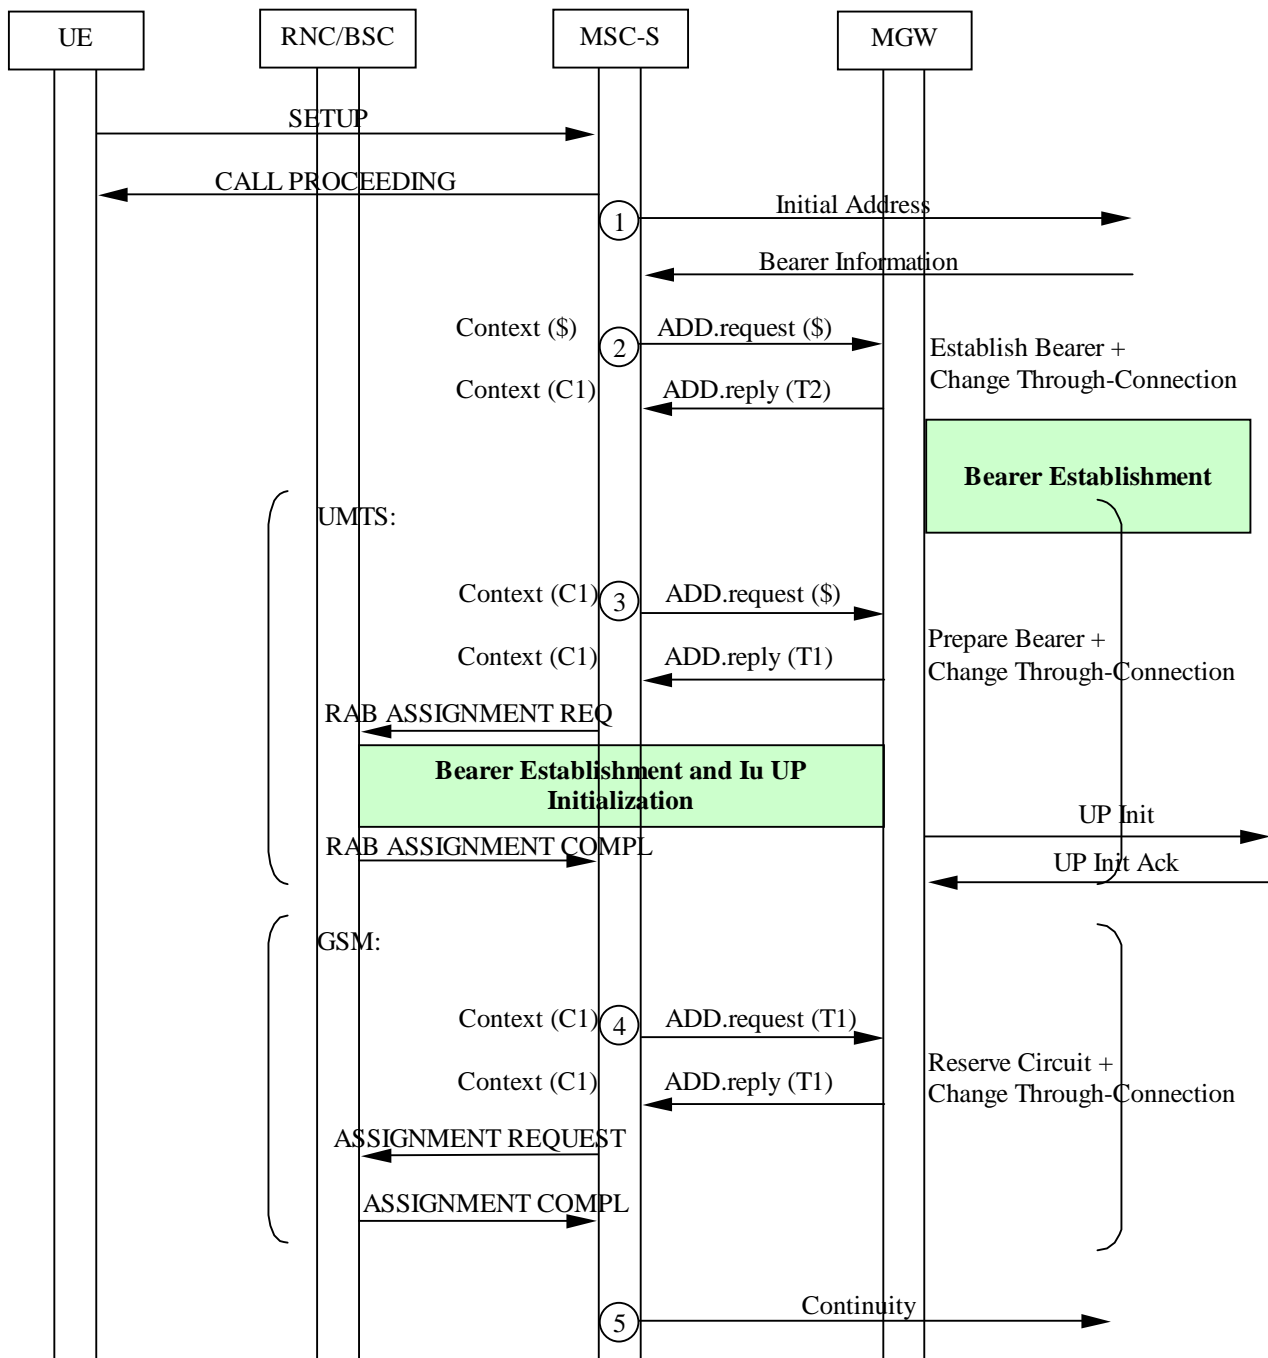 UE
RNC/BSC
MSC-S
MGW
SETUP
CALL PROCEEDING
1
Initial Address
Bearer Information
Context ($)
2
ADD.request ($)
Establish Bearer +
Change Through-Connection
Context (C1)
ADD.reply (T2)
Bearer Establishment
UMTS:
Context (C1)
3
ADD.request ($)
Prepare Bearer +
Change Through-Connection
Context (C1)
ADD.reply (T1)
RAB ASSIGNMENT REQ
Bearer Establishment and Iu UP
Initialization
UP Init
RAB ASSIGNMENT COMPL
UP Init Ack
GSM:
Context (C1)
4
ADD.request (T1)
Reserve Circuit +
Change Through-Connection
Context (C1)
ADD.reply (T1)
ASSIGNMENT REQUEST
ASSIGNMENT COMPL
5
Continuity